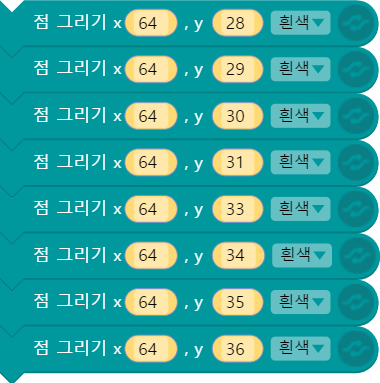 점 그리기 x 64 , y 28 흰색
점 그리기 x 64 , y 29 흰색
점 그리기 x 64 , y 30 흰색
점 그리기 x 64 , y 31 흰색
점 그리기 x 64 , y 33 흰색
점 그리기 x 64 , y 34 흰색
점 그리기 x 64 , y 35 흰색
점 그리기 x 64 , y 36 흰색